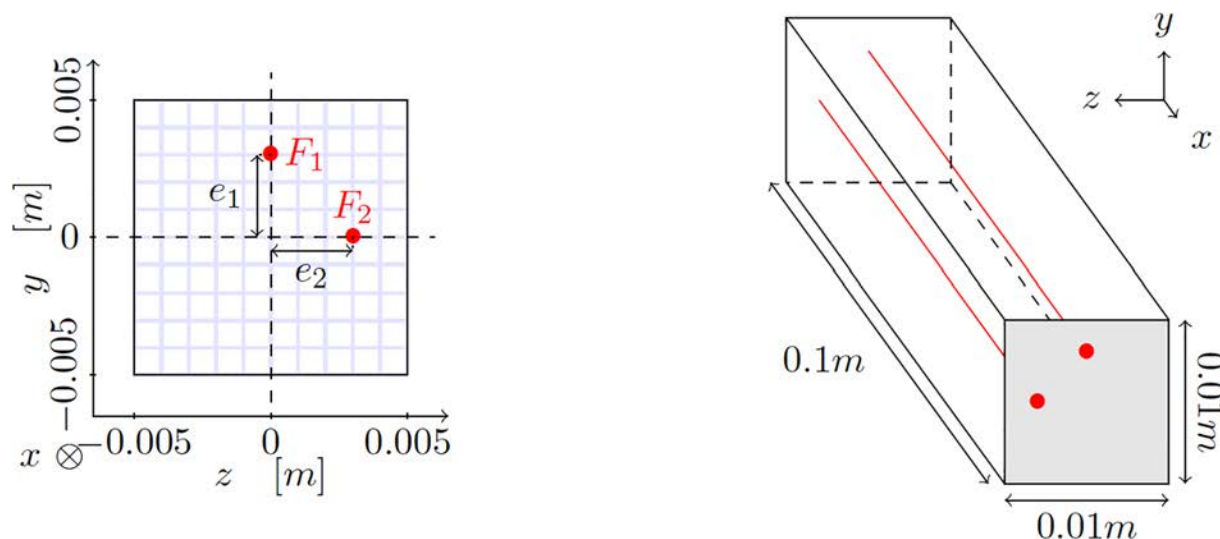 0.005
F₁
e₁
F₂
[m]
0
y
e₂
−0.005
x ⊗
−0.005
0
0.005
z [m]
y
z
x
0.1m
0.01m
0.01m